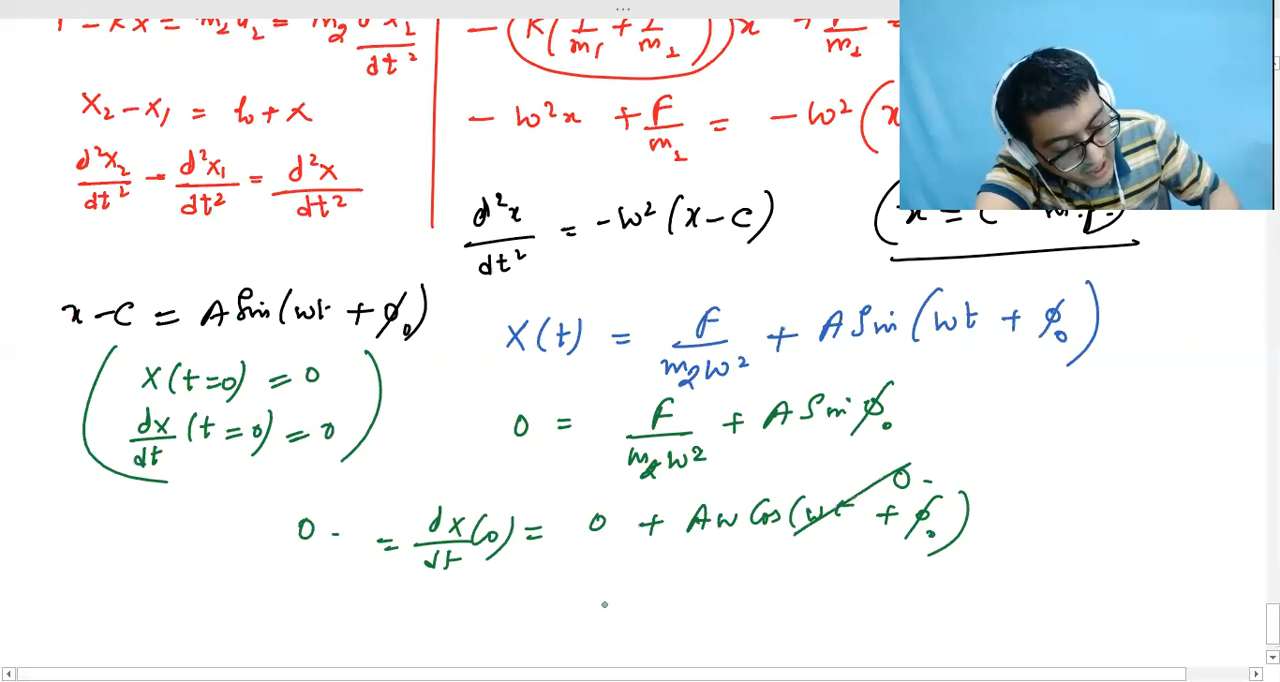 F - Kx = m₂a₂ = m₂ d²x₂/dt²
x₂ - x₁ = l₀ + x
d²x₂/dt² - d²x₁/dt² = d²x/dt²
- (K(1/m₁ + 1/m₂))x + F/m₂ =
- ω²x + F/m₂ = - ω²(x
d²x/dt² = -ω²(x - c)
x - c = A sin(ωt + φ₀)
x(t=0) = 0
dx/dt (t=0) = 0
x(t) = F/m₂ω² + A sin(ωt + φ₀)
0 = F/m₂ω² + A sin φ₀
0 = dx/dt(0) = 0 + Aω cos(ωt + φ₀)
0